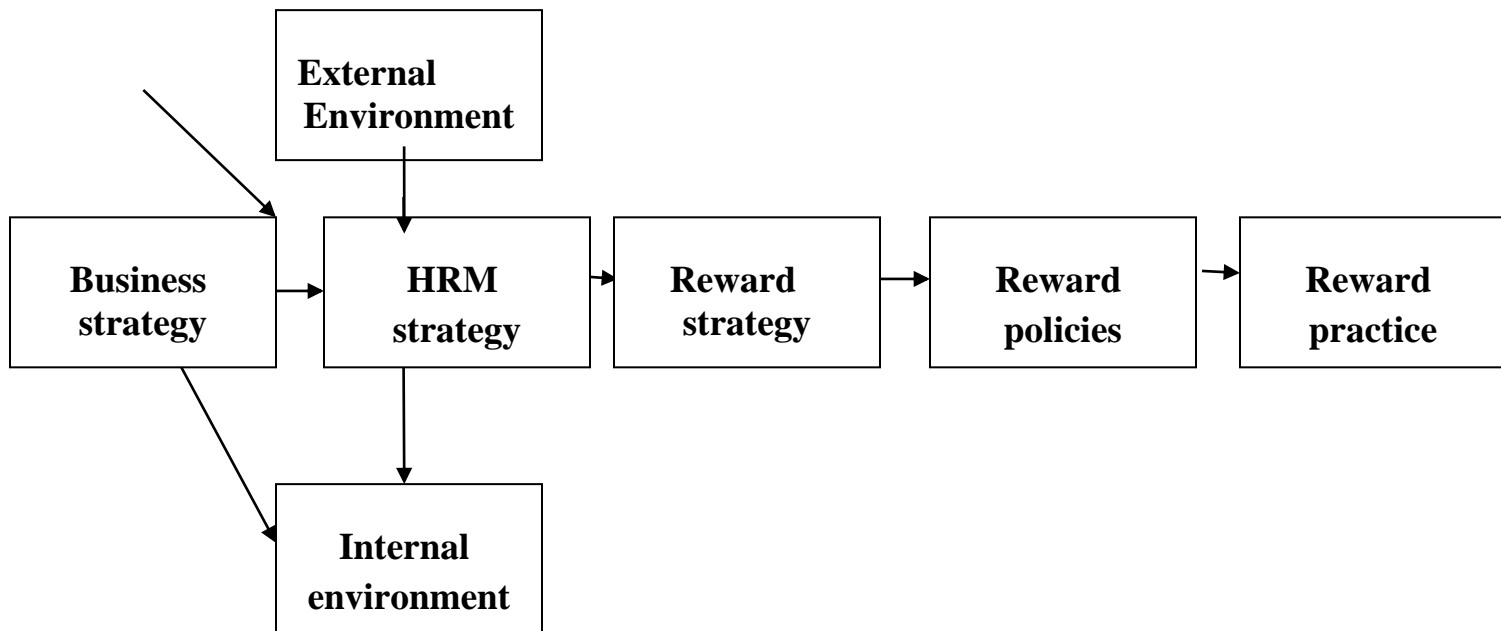 External
Environment
Business
strategy
HRM
strategy
Reward
strategy
Reward
policies
Reward
practice
Internal
environment